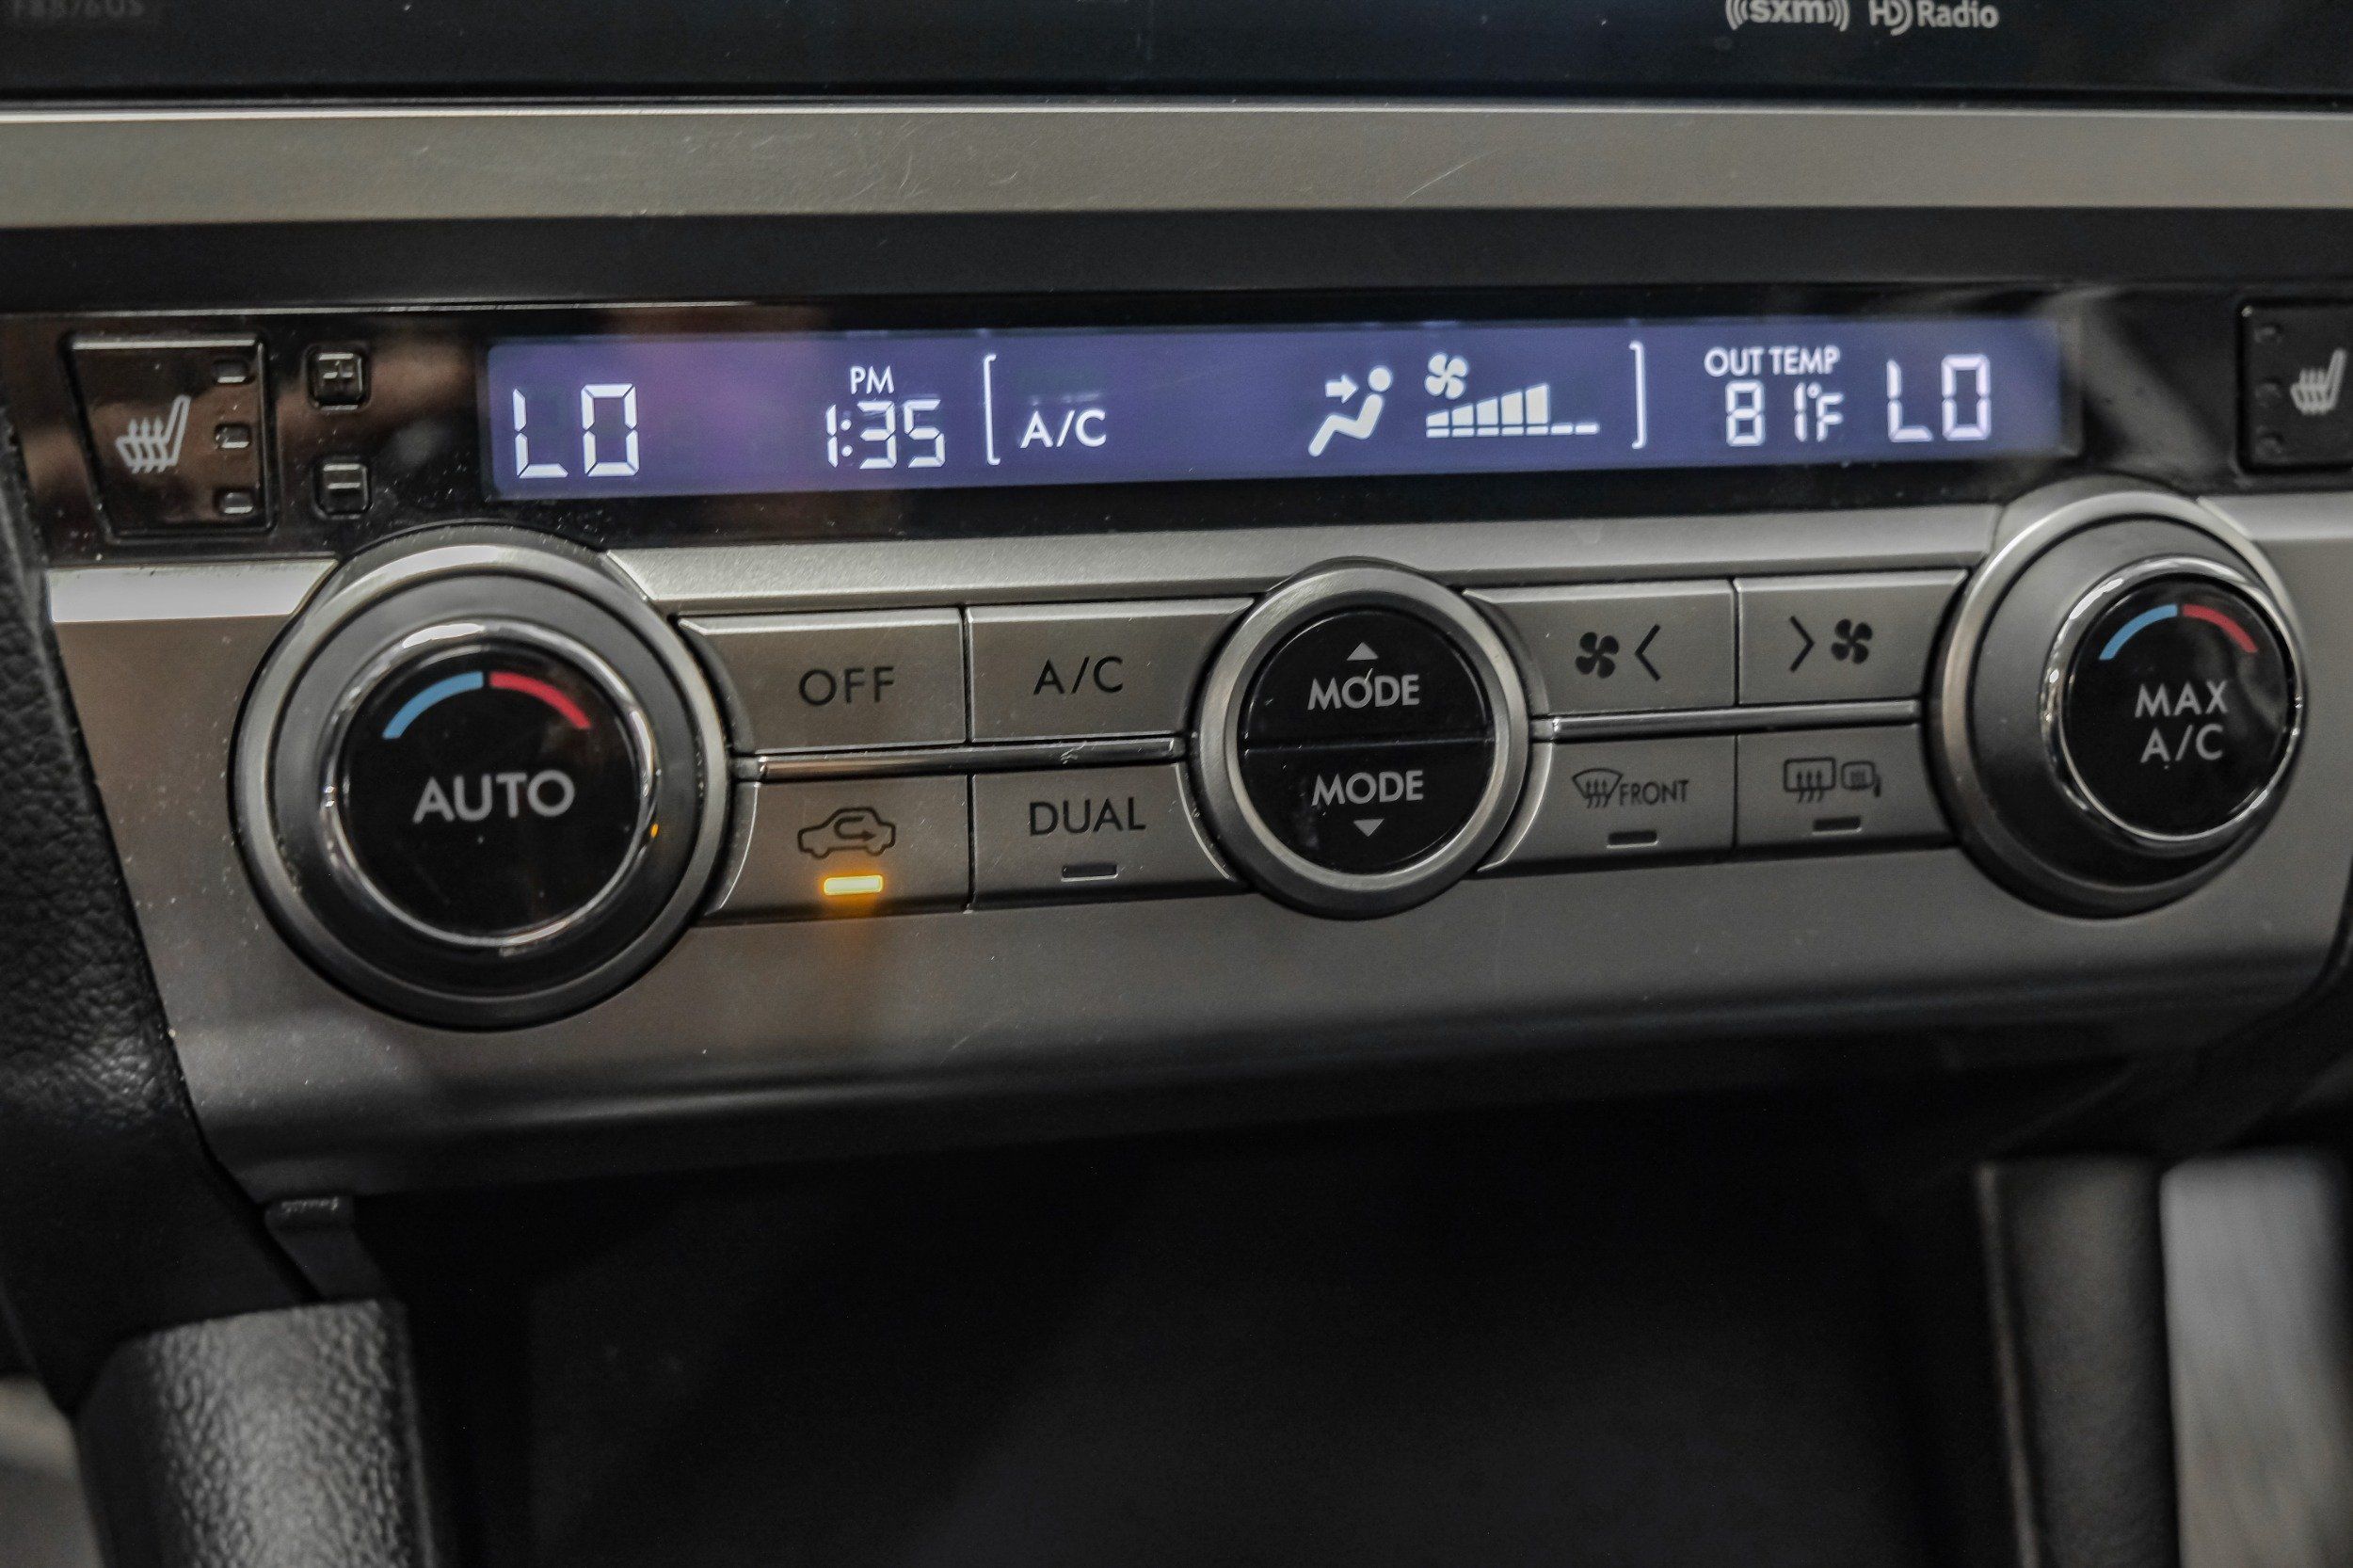 ((sxm)) HD Radio
LO
PM
1:35
A/C
OUT TEMP
81°F
LO
AUTO
OFF
A/C
DUAL
MODE
MODE
FRONT
MAX
A/C